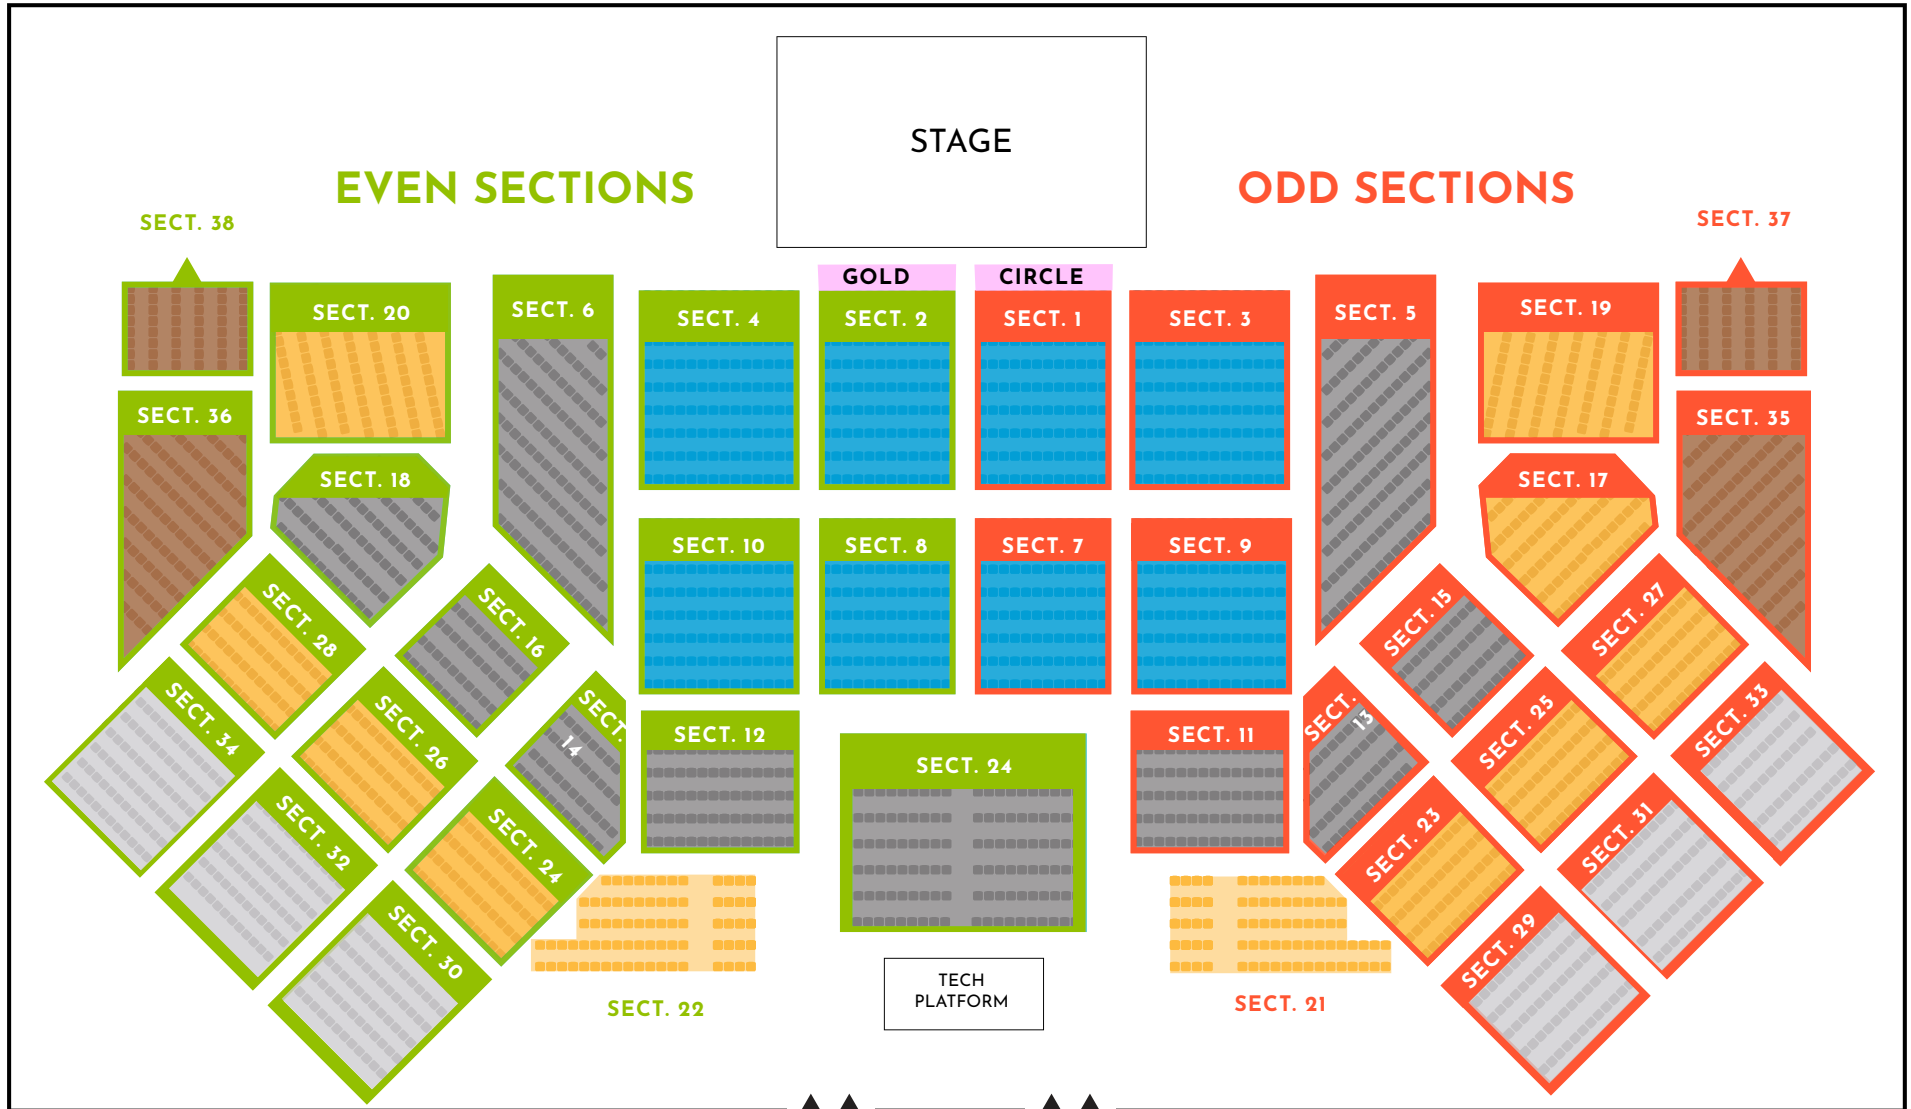 STAGE
EVEN SECTIONS
ODD SECTIONS
SECT. 38
SECT. 37
GOLD
CIRCLE
SECT. 20
SECT. 6
SECT. 4
SECT. 2
SECT. 1
SECT. 3
SECT. 5
SECT. 19
SECT. 36
SECT. 35
SECT. 18
SECT. 17
SECT. 10
SECT. 8
SECT. 7
SECT. 9
SECT. 28
SECT. 16
SECT. 15
SECT. 27
SECT. 34
SECT. 26
SECT.
14
SECT. 12
SECT. 24
SECT. 11
SECT.
13
SECT. 25
SECT. 33
SECT. 32
SECT. 24
SECT. 23
SECT. 31
SECT. 30
SECT. 29
SECT. 22
TECH
PLATFORM
SECT. 21